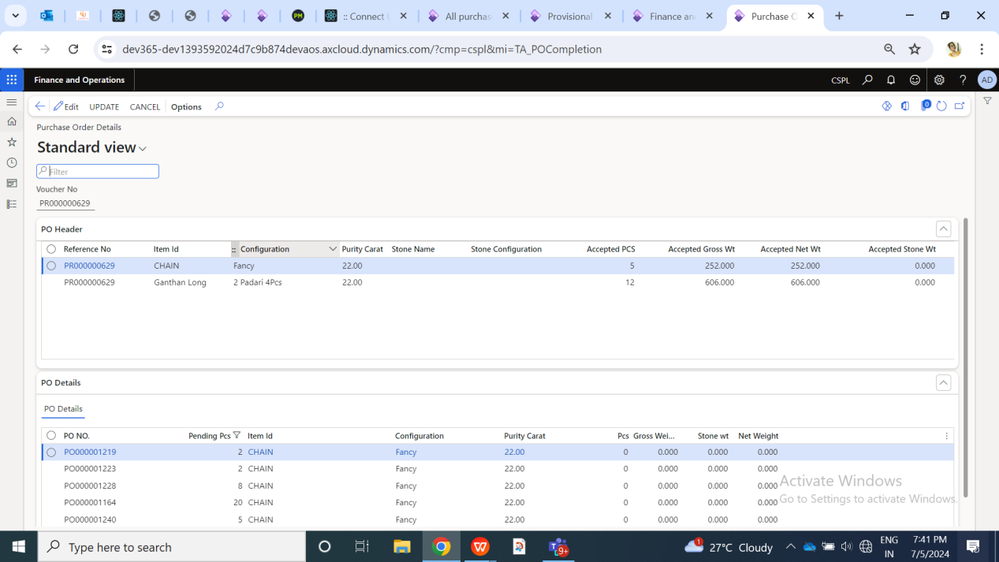 PM
:: Connect
All purchas
Provisional
Finance an
Purchase O
dev365-dev1393592024d7c9b874devaos.axcloud.dynamics.com/?cmp=cspl&mi=TA_POCompletion
Finance and Operations
CSPL
?
AD
Edit UPDATE CANCEL Options
0
Purchase Order Details
Standard view
Filter
Voucher No
PR000000629
PO Header
Reference No Item Id Configuration Purity Carat Stone Name Stone Configuration Accepted PCS Accepted Gross Wt Accepted Net Wt Accepted Stone Wt
PR000000629 CHAIN Fancy 22.00 5 252.000 252.000 0.000
PR000000629 Ganthan Long 2 Padari 4Pcs 22.00 12 606.000 606.000 0.000
PO Details
PO Details
PO NO. Pending Pcs Item Id Configuration Purity Carat Pcs Gross Wei... Stone wt Net Weight
PO000001219 2 CHAIN Fancy 22.00 0 0.000 0.000 0.000
PO000001223 2 CHAIN Fancy 22.00 0 0.000 0.000 0.000
PO000001228 8 CHAIN Fancy 22.00 0 0.000 0.000 0.000
PO000001164 20 CHAIN Fancy 22.00 0 0.000 0.000 0.000
PO000001240 5 CHAIN Fancy 22.00 0 0.000 0.000 0.000
Activate Windows
Go to Settings to activate Windows.
Type here to search
W
9+
1
27°C Cloudy
ENG
IN
7:41 PM
7/5/2024